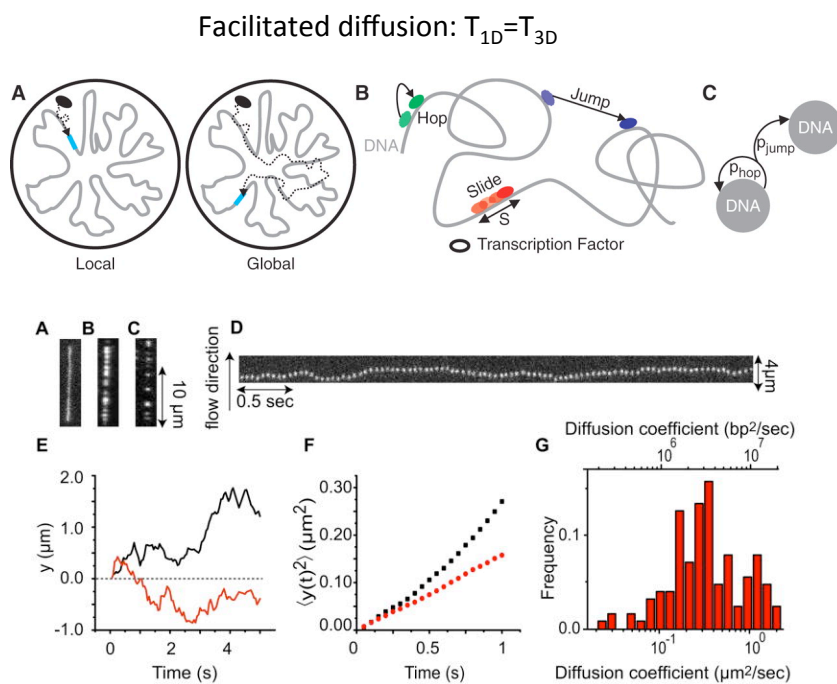 Facilitated diffusion: T1D=T3D
A
Local
Global
B
Hop
DNA
Jump
Slide
S
Transcription Factor
C
DNA
pjump
phop
DNA
A
B
C
10 μm
D
flow direction
0.5 sec
4μm
E
y (μm)
2.0
1.0
0.0
-1.0
0
2
4
Time (s)
F
⟨y(t)²⟩ (μm²)
0.30
0.20
0.10
0.00
0
0.5
1
Time (s)
G
Diffusion coefficient (bp²/sec)
10⁶
10⁷
Frequency
0.1
0.0
10⁻¹
10⁰
Diffusion coefficient (μm²/sec)